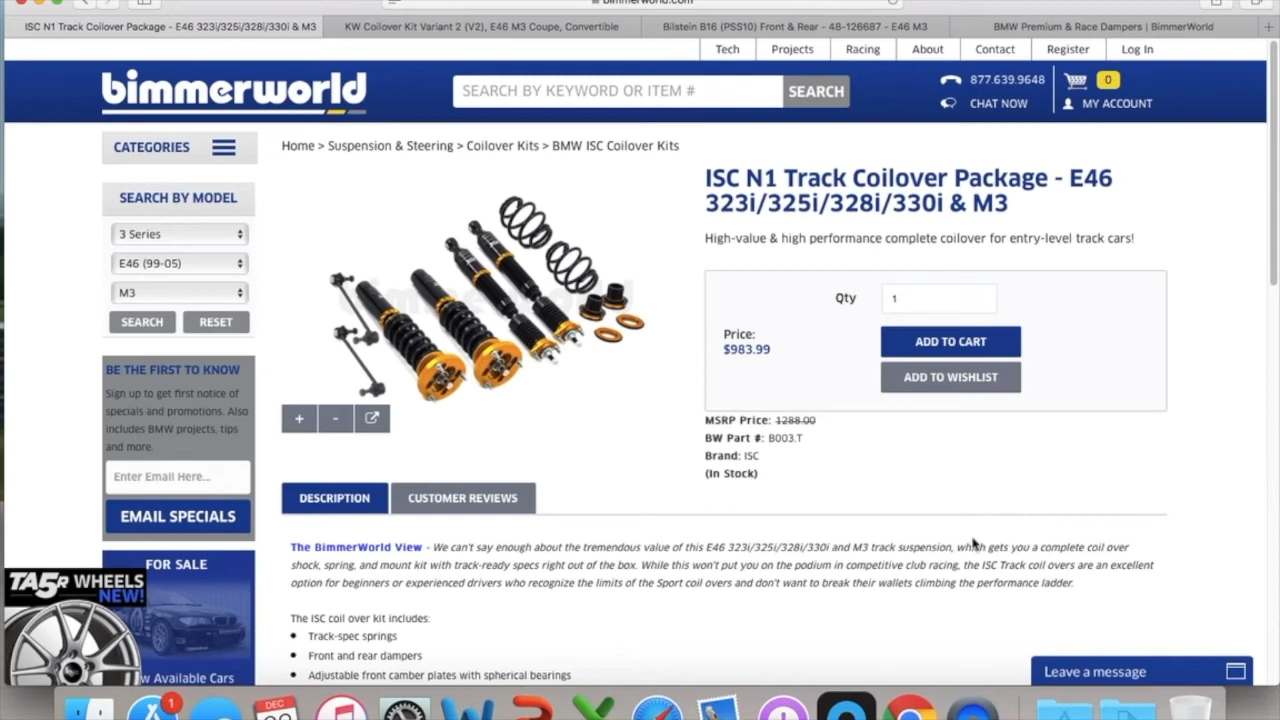 bimmerworld.com
ISC N1 Track Coilover Package - E46 323i/325i/328i/330i & M3
KW Coilover Kit Variant 2 (V2), E46 M3 Coupe, Convertible
Bilstein B16 (PSS10) Front & Rear - 48-126687 - E46 M3
BMW Premium & Race Dampers | BimmerWorld
Tech
Projects
Racing
About
Contact
Register
Log In
bimmerworld
SEARCH BY KEYWORD OR ITEM #
SEARCH
877.639.9648
0
CHAT NOW
MY ACCOUNT
CATEGORIES
Home > Suspension & Steering > Coilover Kits > BMW ISC Coilover Kits
SEARCH BY MODEL
3 Series
E46 (99-05)
M3
SEARCH
RESET
BE THE FIRST TO KNOW
Sign up to get first notice of
specials and promotions. Also
includes BMW projects, tips
and more.
Enter Email Here...
EMAIL SPECIALS
FOR SALE
TA5R WHEELS
NEW!
w Available Cars
ISC N1 Track Coilover Package - E46
323i/325i/328i/330i & M3
High-value & high performance complete coilover for entry-level track cars!
Qty
1
Price:
$983.99
ADD TO CART
ADD TO WISHLIST
MSRP Price: 1288.00
BW Part #: B003.T
Brand: ISC
(In Stock)
+
-
DESCRIPTION
CUSTOMER REVIEWS
The BimmerWorld View - We can't say enough about the tremendous value of this E46 323i/325i/328i/330i and M3 track suspension, which gets you a complete coil over
shock, spring, and mount kit with track-ready specs right out of the box. While this won't put you on the podium in competitive club racing, the ISC Track coil overs are an excellent
option for beginners or experienced drivers who recognize the limits of the Sport coil overs and don't want to break their wallets climbing the performance ladder.
The ISC coil over kit includes:
Track-spec springs
Front and rear dampers
Adjustable front camber plates with spherical bearings
Leave a message
DEC
1